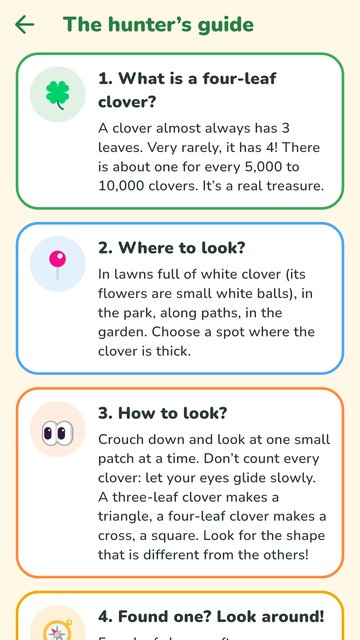 The hunter's guide
1. What is a four-leaf
clover?
A clover almost always has 3
leaves. Very rarely, it has 4! There
is about one for every 5,000 to
10,000 clovers. It's a real treasure.
2. Where to look?
In lawns full of white clover (its
flowers are small white balls), in
the park, along paths, in the
garden. Choose a spot where the
clover is thick.
3. How to look?
Crouch down and look at one small
patch at a time. Don't count every
clover: let your eyes glide slowly.
A three-leaf clover makes a
triangle, a four-leaf clover makes a
cross, a square. Look for the shape
that is different from the others!
4. Found one? Look around!